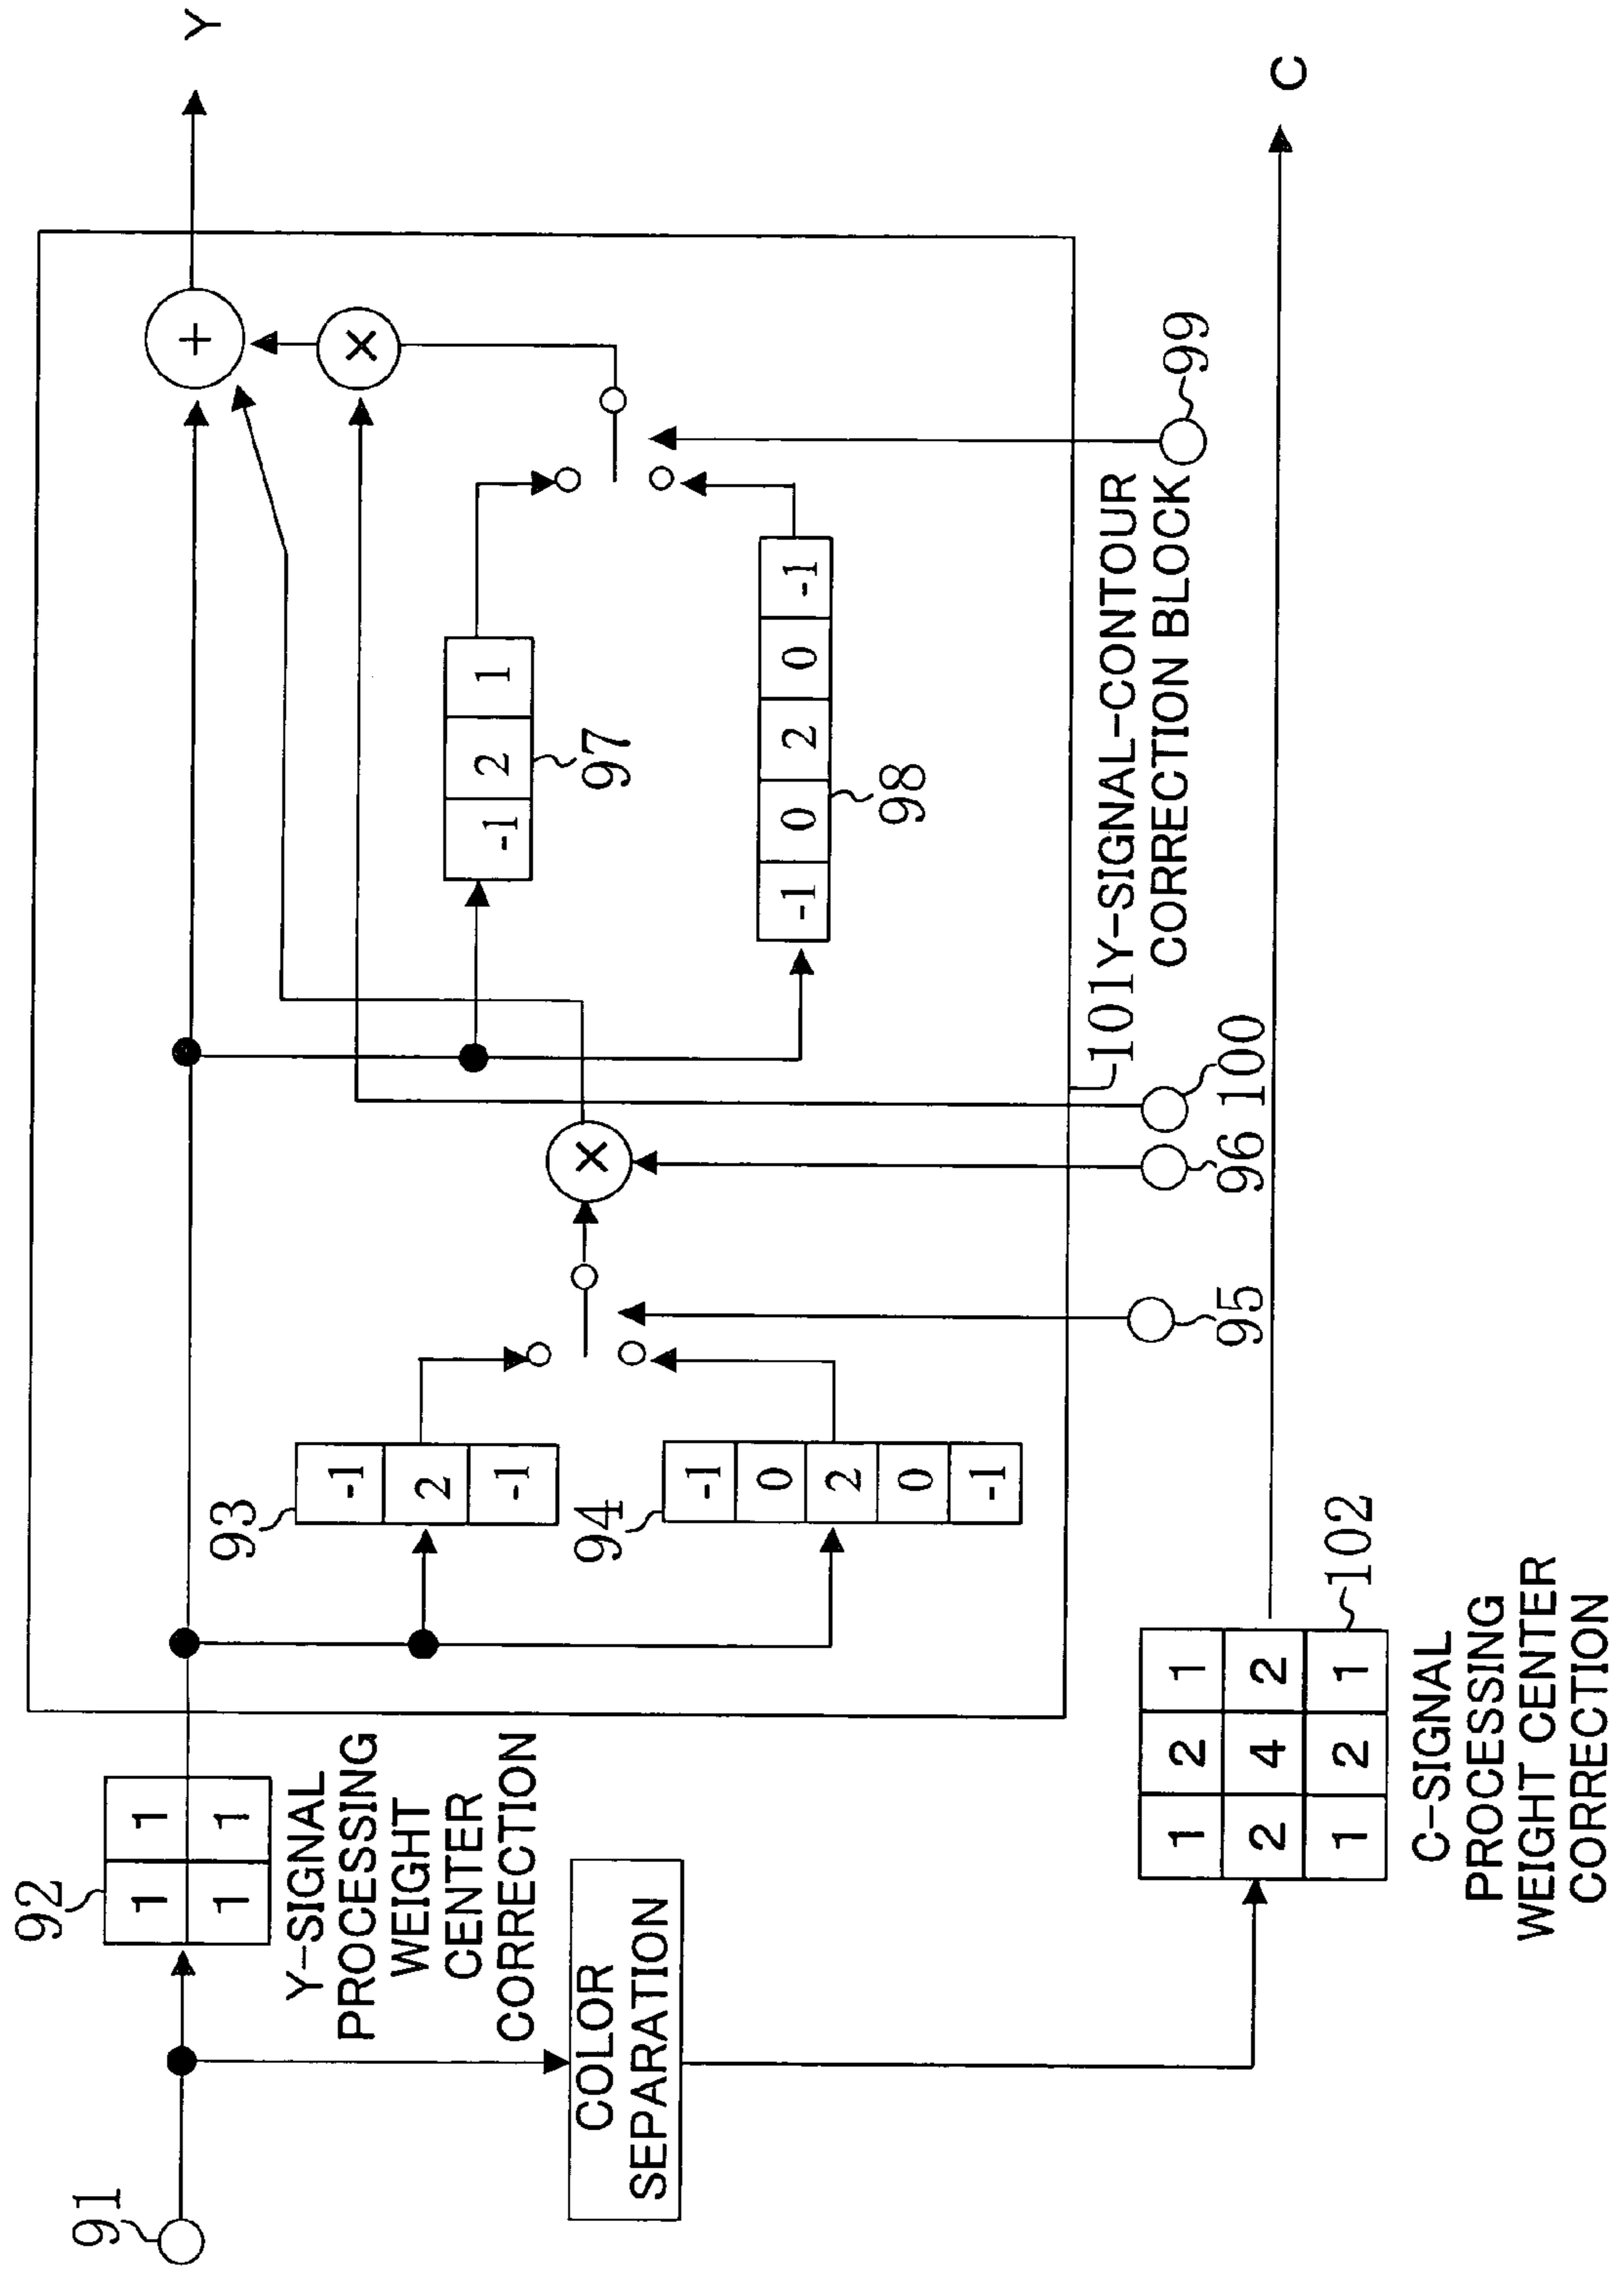 91
92
1 1
1 1
Y-SIGNAL
PROCESSING
WEIGHT
CENTER
CORRECTION
COLOR
SEPARATION
93
-1
2
-1
94
-1
0
2
0
-1
95
96
100
×
-1 2 1
97
-1 0 2 0 -1
98
99
×
+
Y
101 Y-SIGNAL-CONTOUR
CORRECTION BLOCK
1 2 1
2 4 2
1 2 1
102
C-SIGNAL
PROCESSING
WEIGHT CENTER
CORRECTION
C